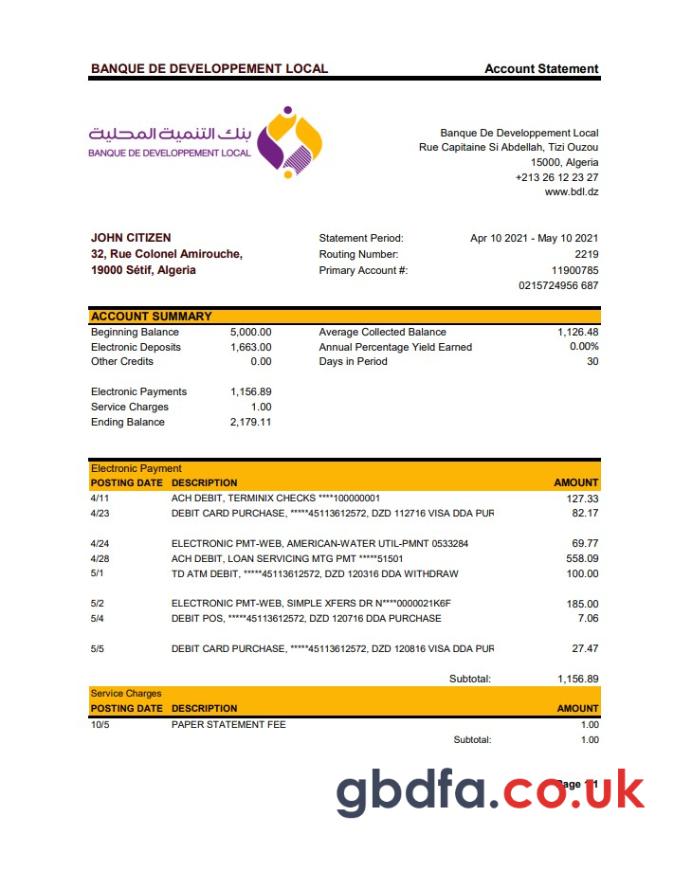 BANQUE DE DEVELOPPEMENT LOCAL Account Statement
بنك التنمية المحلية
BANQUE DE DEVELOPPEMENT LOCAL
Banque De Developpement Local
Rue Capitaine Si Abdellah, Tizi Ouzou
15000, Algeria
+213 26 12 23 27
www.bdl.dz
JOHN CITIZEN
32, Rue Colonel Amirouche,
19000 Sétif, Algeria
Statement Period: Apr 10 2021 - May 10 2021
Routing Number: 2219
Primary Account #: 11900785
0215724956 687
ACCOUNT SUMMARY
Beginning Balance 5,000.00 Average Collected Balance 1,126.48
Electronic Deposits 1,663.00 Annual Percentage Yield Earned 0.00%
Other Credits 0.00 Days in Period 30
Electronic Payments 1,156.89
Service Charges 1.00
Ending Balance 2,179.11
Electronic Payment
POSTING DATE DESCRIPTION AMOUNT
4/11 ACH DEBIT, TERMINIX CHECKS ****100000001 127.33
4/23 DEBIT CARD PURCHASE, *****45113612572, DZD 112716 VISA DDA PUR 82.17
4/24 ELECTRONIC PMT-WEB, AMERICAN-WATER UTIL-PMNT 0533284 69.77
4/28 ACH DEBIT, LOAN SERVICING MTG PMT *****51501 558.09
5/1 TD ATM DEBIT, *****45113612572, DZD 120316 DDA WITHDRAW 100.00
5/2 ELECTRONIC PMT-WEB, SIMPLE XFERS DR N****0000021K6F 185.00
5/4 DEBIT POS, *****45113612572, DZD 120716 DDA PURCHASE 7.06
5/5 DEBIT CARD PURCHASE, *****45113612572, DZD 120816 VISA DDA PUR 27.47
Subtotal: 1,156.89
Service Charges
POSTING DATE DESCRIPTION AMOUNT
10/5 PAPER STATEMENT FEE 1.00
Subtotal: 1.00
gbdfa.co.uk